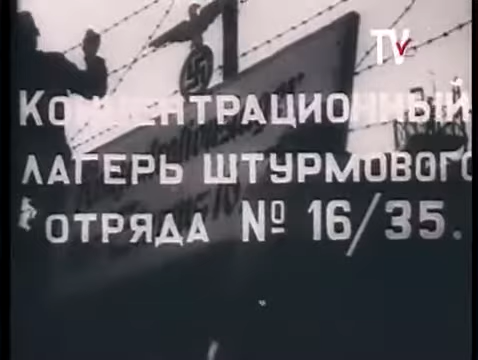 TV
КОНЦЕНТРАЦИОННЫЙ
ЛАГЕРЬ ШТУРМОВОГО
ОТРЯДА № 16/35.